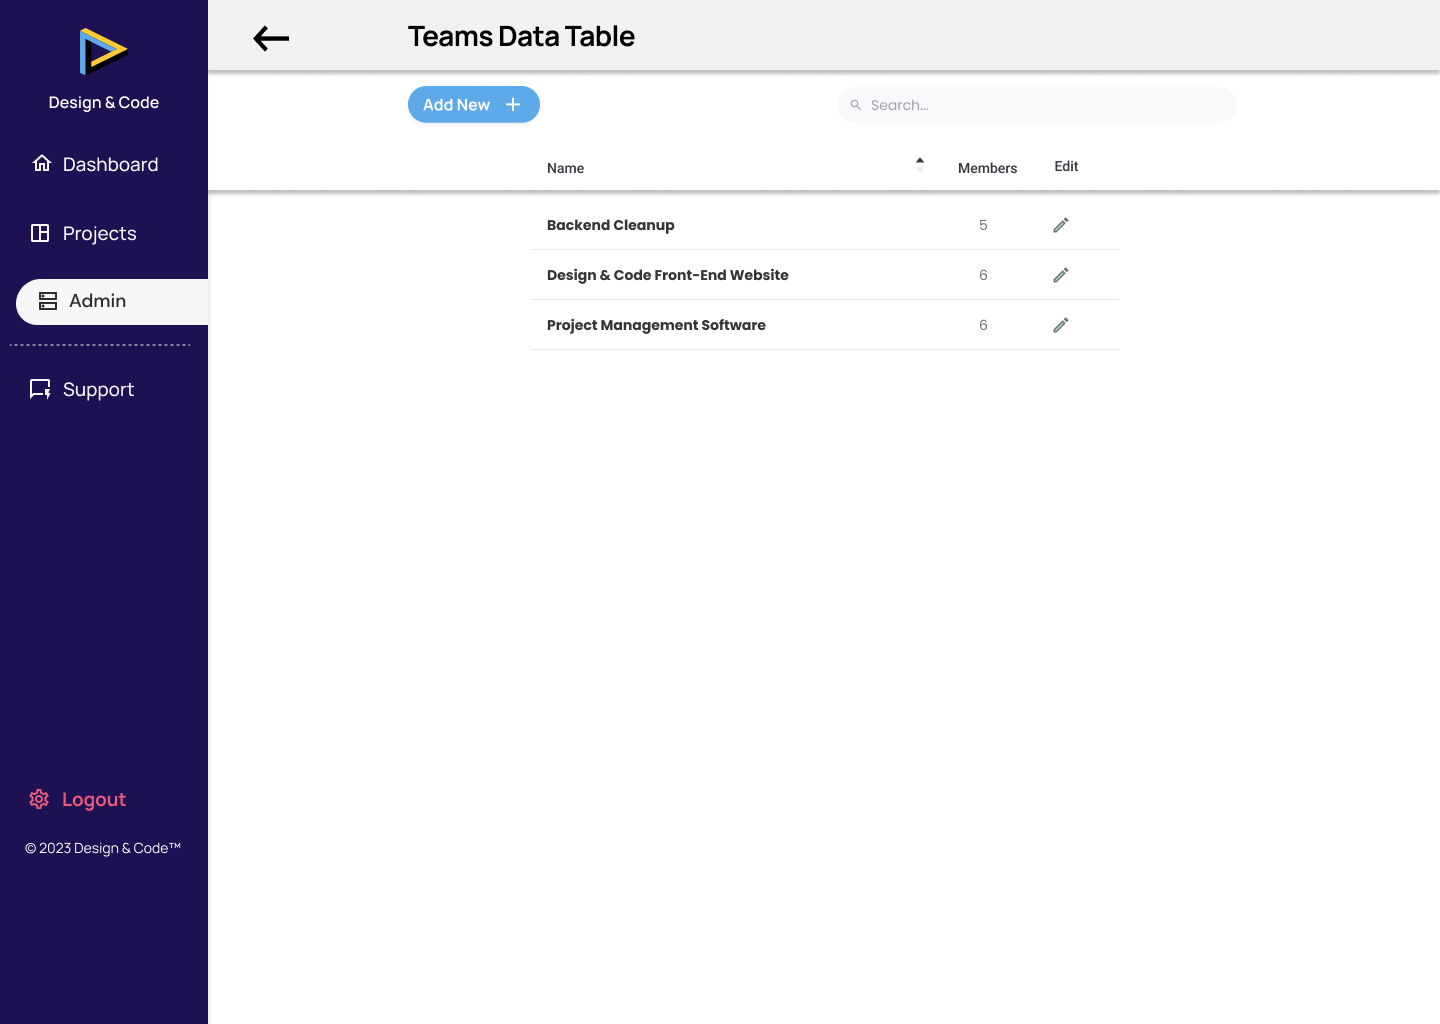 Design & Code
Dashboard
Projects
Admin
Support
Logout
© 2023 Design & Code™
Teams Data Table
Add New
Search...
Name Members Edit
Backend Cleanup 5
Design & Code Front-End Website 6
Project Management Software 6